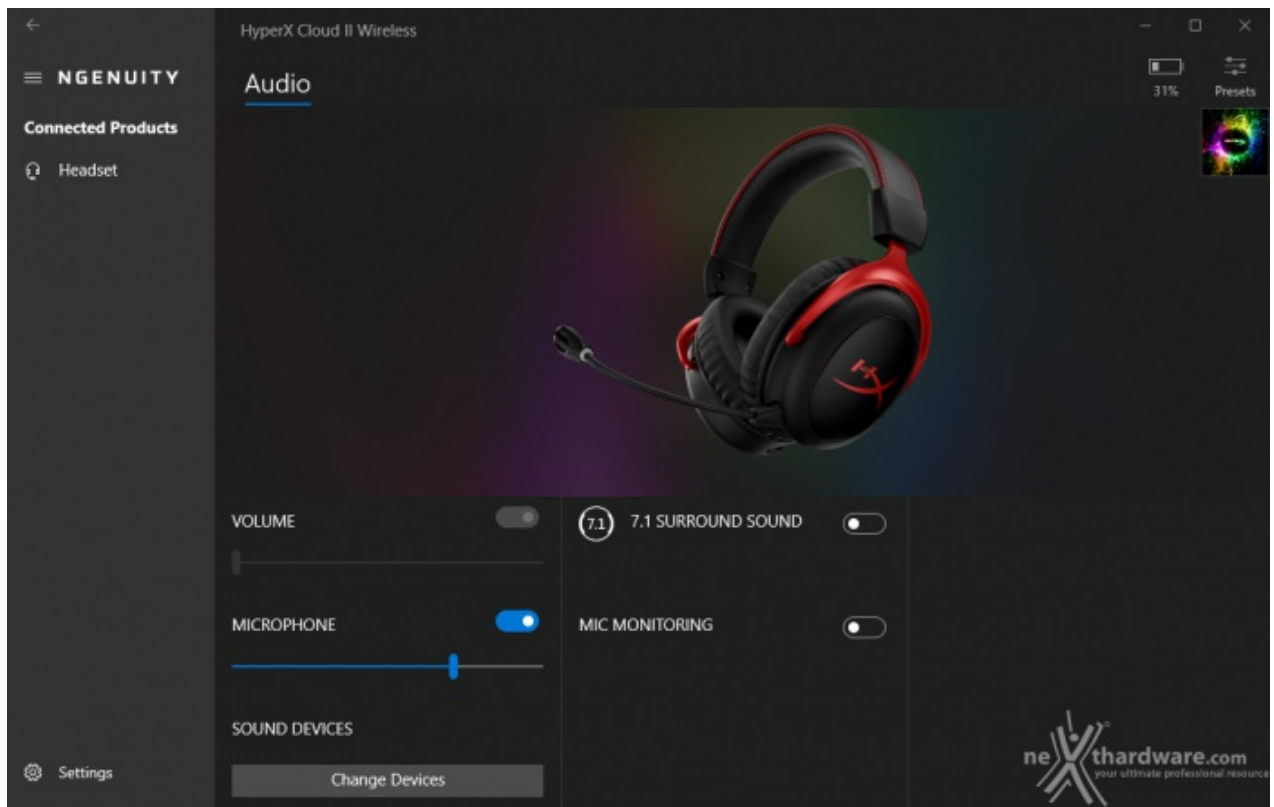 HyperX Cloud II Wireless
NGENUITY
Audio
31%
Presets
Connected Products
Headset
VOLUME
7.1
7.1 SURROUND SOUND
MICROPHONE
MIC MONITORING
SOUND DEVICES
Change Devices
Settings
neXthardware.com
your ultimate professional resource